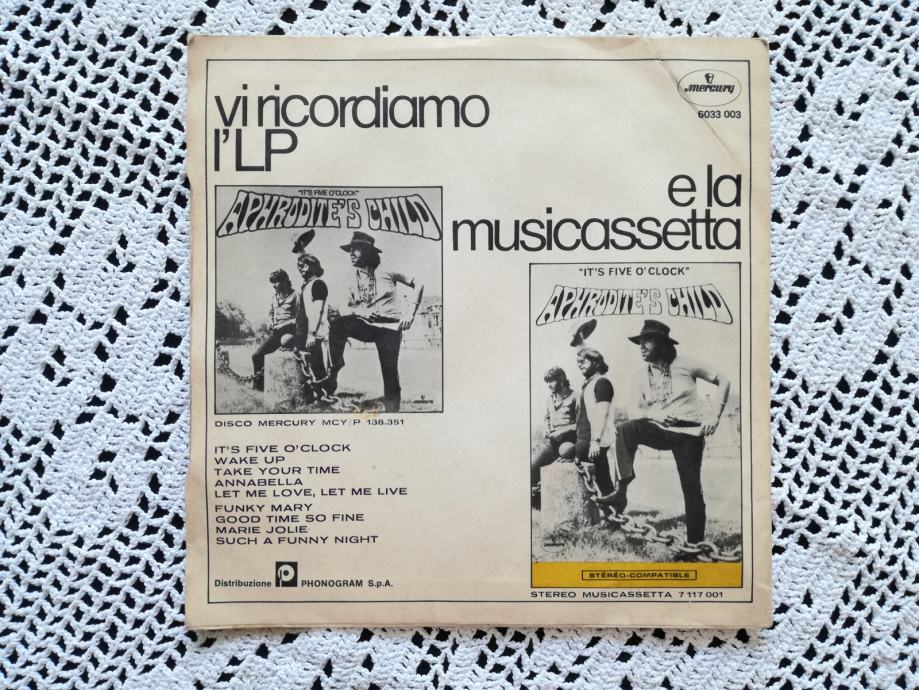 vi ricordiamo
l'LP
mercury
6033 003
e la
musicassetta
"IT'S FIVE O'CLOCK"
APHRODITE'S CHILD
DISCO MERCURY MCY/P 138.351
IT'S FIVE O'CLOCK
WAKE UP
TAKE YOUR TIME
ANNABELLA
LET ME LOVE, LET ME LIVE
FUNKY MARY
GOOD TIME SO FINE
MARIE JOLIE.
SUCH A FUNNY NIGHT
Distribuzione P PHONOGRAM S.p.A.
"IT'S FIVE O'CLOCK"
APHRODITE'S CHILD
STÉRÉO-COMPATIBLE
STEREO MUSICASSETTA 7 117 001